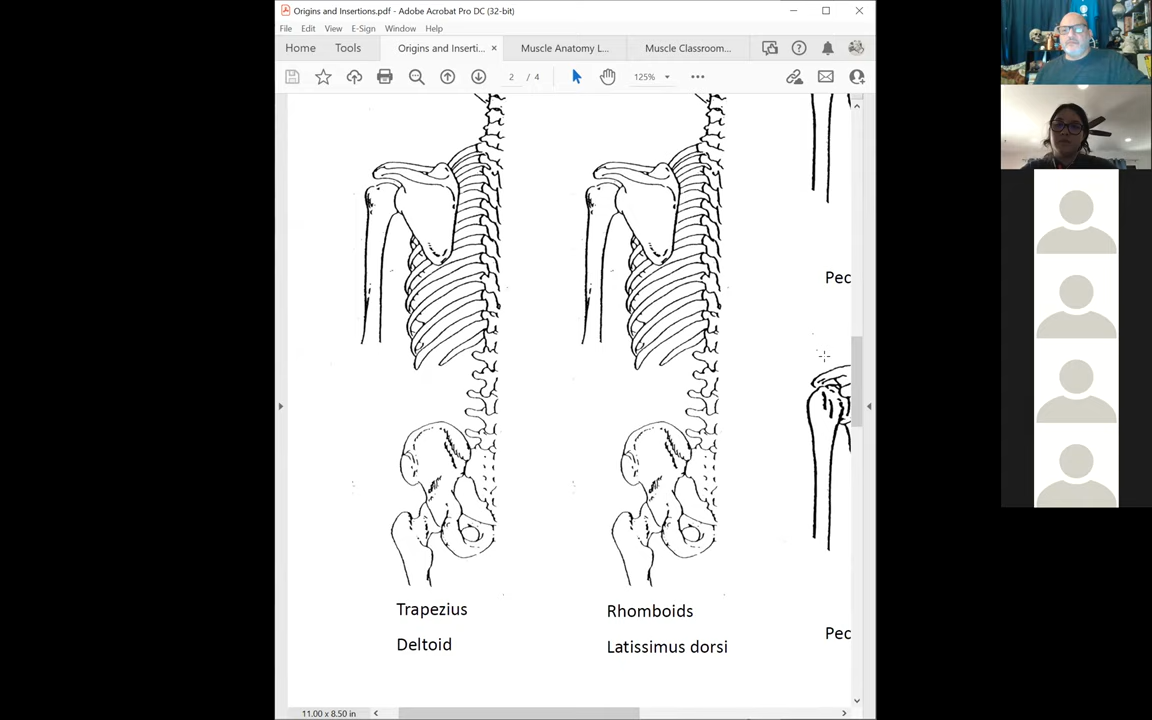 Origins and Insertions.pdf - Adobe Acrobat Pro DC (32-bit)
File Edit View E-Sign Window Help
Home Tools Origins and Inserti... × Muscle Anatomy L... Muscle Classroom...
2 / 4 125%
Pec
Trapezius
Rhomboids
Pec
Deltoid
Latissimus dorsi
11.00 x 8.50 in